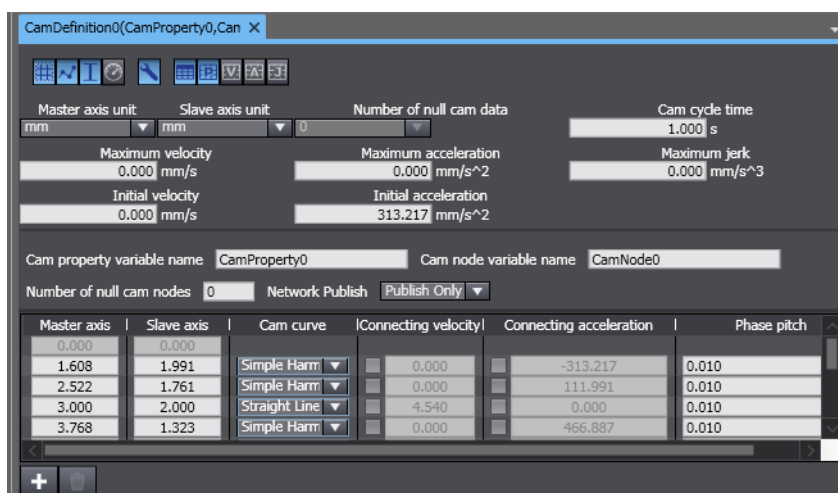 CamDefinition0(CamProperty0,Can X
P V A J
Master axis unit Slave axis unit Number of null cam data Cam cycle time
mm mm 0 1.000 s
Maximum velocity Maximum acceleration Maximum jerk
0.000 mm/s 0.000 mm/s^2 0.000 mm/s^3
Initial velocity Initial acceleration
0.000 mm/s 313.217 mm/s^2
Cam property variable name CamProperty0 Cam node variable name CamNode0
Number of null cam nodes 0 Network Publish Publish Only
Master axis Slave axis Cam curve Connecting velocity Connecting acceleration Phase pitch
0.000 0.000
1.608 1.991 Simple Harm 0.000 -313.217 0.010
2.522 1.761 Simple Harm 0.000 111.991 0.010
3.000 2.000 Straight Line 4.540 0.000 0.010
3.768 1.323 Simple Harm 0.000 466.887 0.010